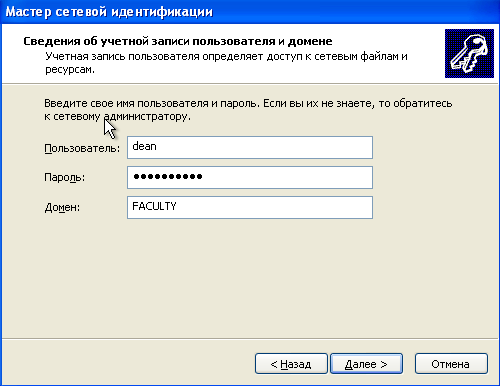 Мастер сетевой идентификации
Сведения об учетной записи пользователя и домене
Учетная запись пользователя определяет доступ к сетевым файлам и
ресурсам.
Введите свое имя пользователя и пароль. Если вы их не знаете, то обратитесь
к сетевому администратору.
Пользователь: dean
Пароль: ●●●●●●●●●●
Домен: FACULTY
< Назад Далее > Отмена